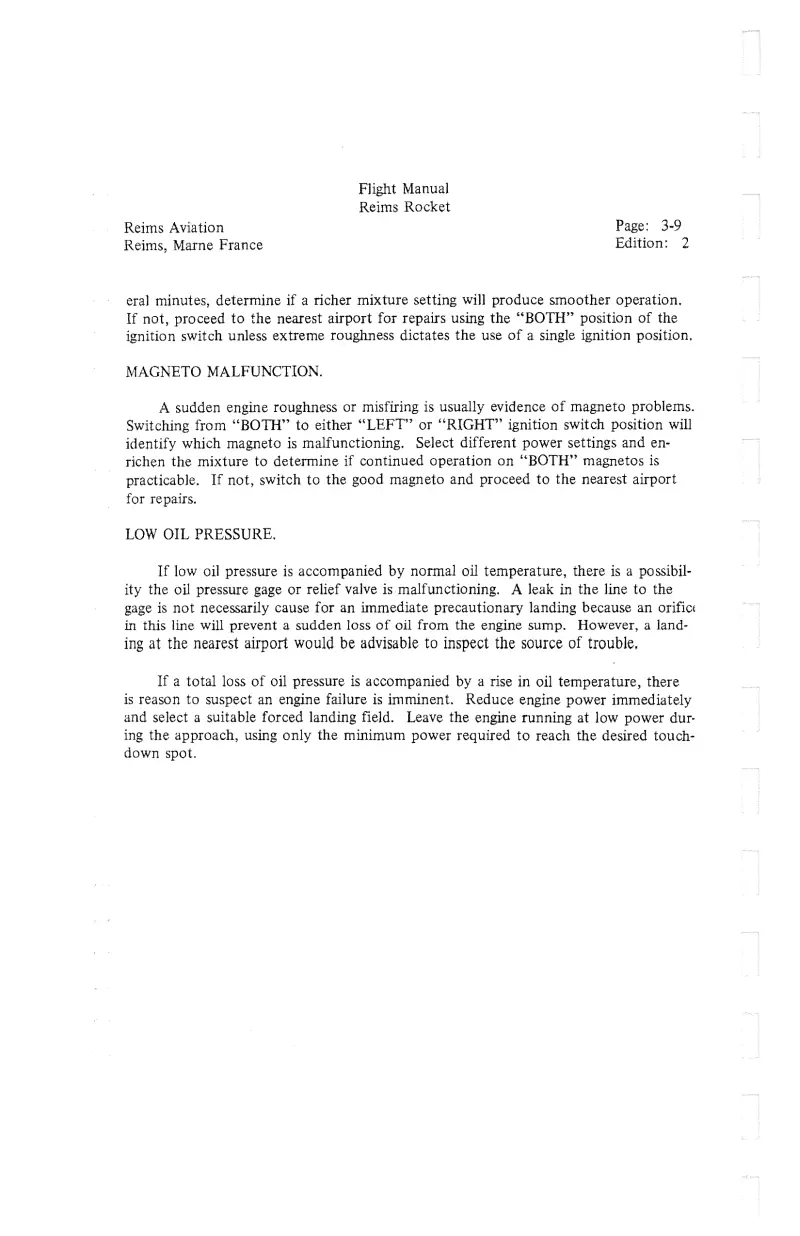 Flight Manual
Reims Rocket
Reims Aviation
Reims, Marne France
Page: 3-9
Edition: 2
eral minutes, determine if a richer mixture setting will produce smoother operation.
If not, proceed to the nearest airport for repairs using the “BOTH” position of the
ignition switch unless extreme roughness dictates the use of a single ignition position.
MAGNETO MALFUNCTION.
A sudden engine roughness or misfiring is usually evidence of magneto problems.
Switching from “BOTH” to either “LEFT” or “RIGHT” ignition switch position will
identify which magneto is malfunctioning. Select different power settings and en-
richen the mixture to determine if continued operation on “BOTH” magnetos is
practicable. If not, switch to the good magneto and proceed to the nearest airport
for repairs.
LOW OIL PRESSURE.
If low oil pressure is accompanied by normal oil temperature, there is a possibil-
ity the oil pressure gage or relief valve is malfunctioning. A leak in the line to the
gage is not necessarily cause for an immediate precautionary landing because an orifice
in this line will prevent a sudden loss of oil from the engine sump. However, a land-
ing at the nearest airport would be advisable to inspect the source of trouble.
If a total loss of oil pressure is accompanied by a rise in oil temperature, there
is reason to suspect an engine failure is imminent. Reduce engine power immediately
and select a suitable forced landing field. Leave the engine running at low power dur-
ing the approach, using only the minimum power required to reach the desired touch-
down spot.